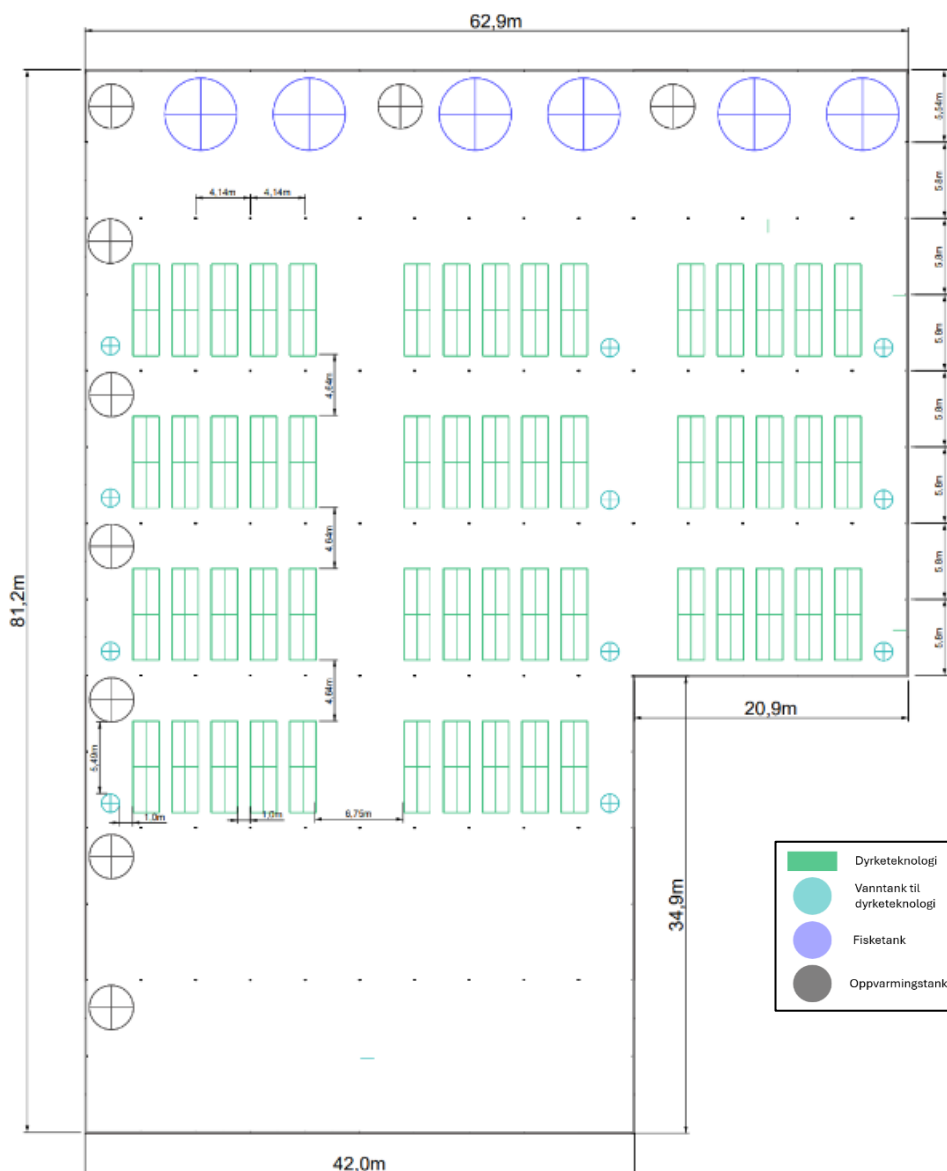 62,9m
5,54m
5,8m
4,14m
4,14m
5,8m
5,8m
4,64m
5,8m
5,8m
4,64m
81,2m
5,8m
5,8m
4,64m
20,9m
5,49m
1,0m
1,0m
6,75m
34,9m
Dyrketeknologi
Vanntank til
dyrketeknologi
Fisketank
Oppvarmingstank
42,0m